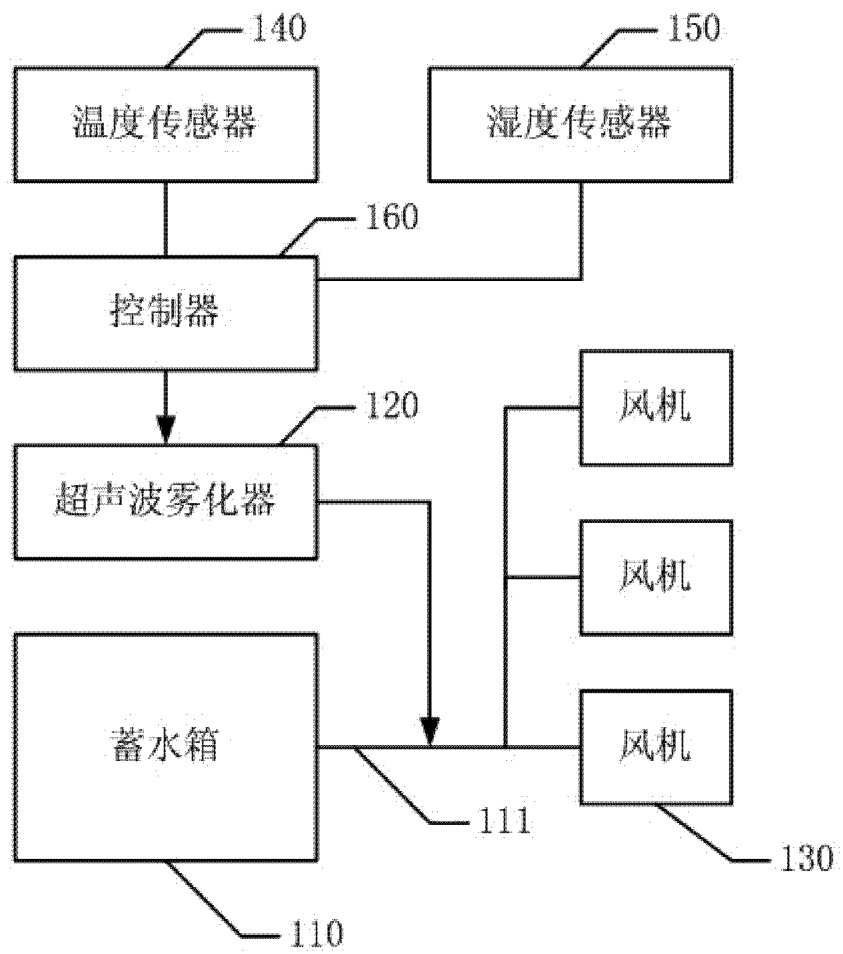 140
150
温度传感器
湿度传感器
160
控制器
120
风机
超声波雾化器
风机
蓄水箱
风机
111
130
110